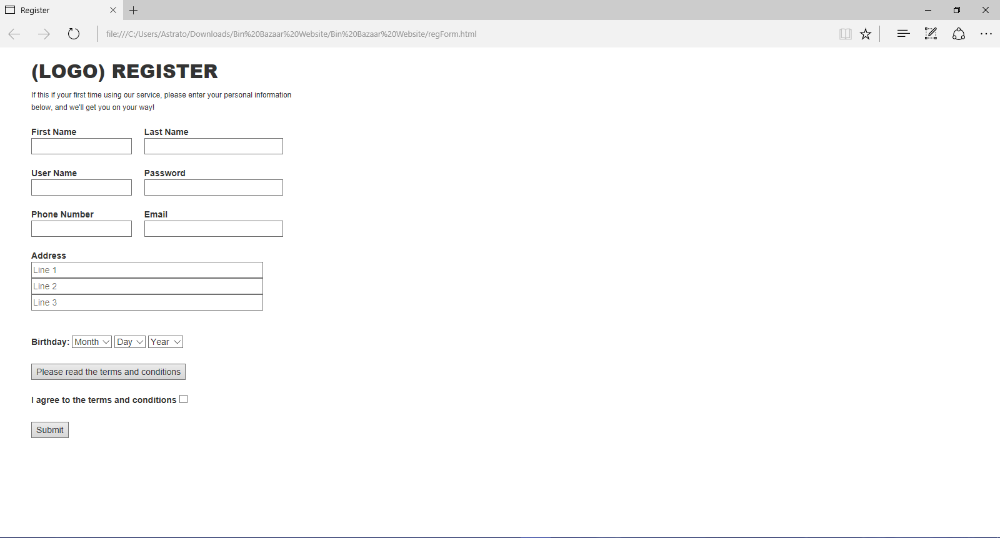 Register
file:///C:/Users/Astrato/Downloads/Bin%20Bazaar%20Website/Bin%20Bazaar%20Website/regForm.html
(LOGO) REGISTER
If this if your first time using our service, please enter your personal information
below, and we'll get you on your way!
First Name Last Name
User Name Password
Phone Number Email
Address
Line 1
Line 2
Line 3
Birthday: Month Day Year
Please read the terms and conditions
I agree to the terms and conditions
Submit